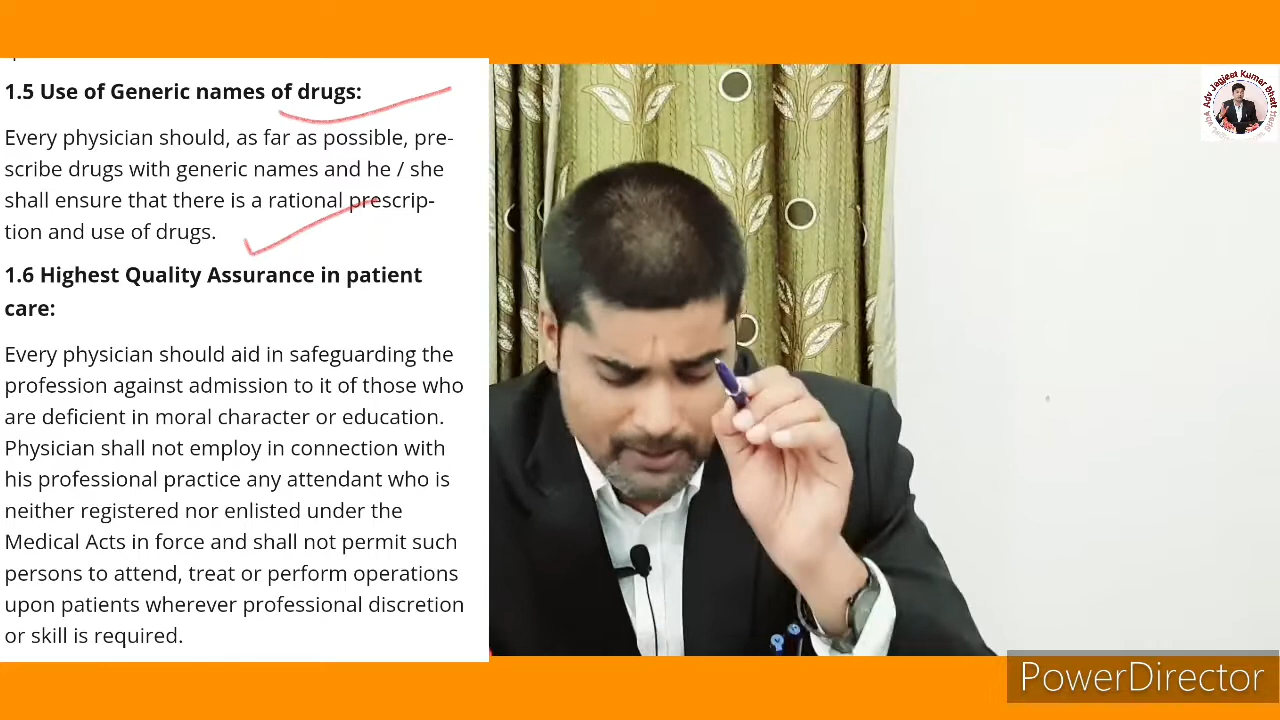 1.5 Use of Generic names of drugs:
Every physician should, as far as possible, pre-
scribe drugs with generic names and he / she
shall ensure that there is a rational prescrip-
tion and use of drugs.
1.6 Highest Quality Assurance in patient
care:
Every physician should aid in safeguarding the
profession against admission to it of those who
are deficient in moral character or education.
Physician shall not employ in connection with
his professional practice any attendant who is
neither registered nor enlisted under the
Medical Acts in force and shall not permit such
persons to attend, treat or perform operations
upon patients wherever professional discretion
or skill is required.
Adv Jagjeet Kumar Bhatt
PowerDirector